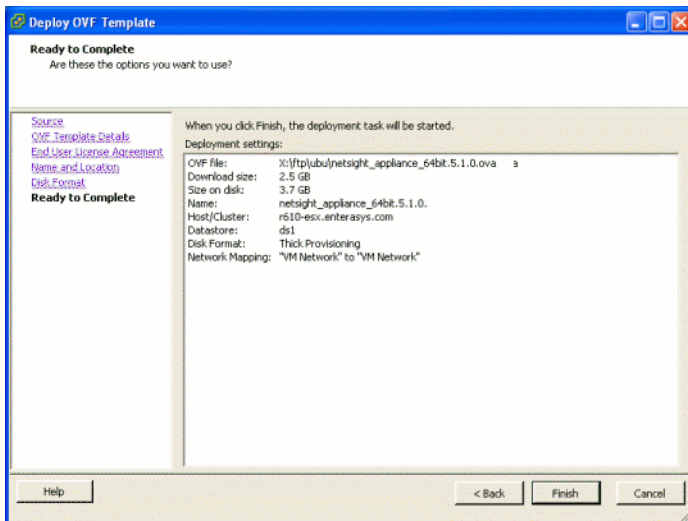 Deploy OVF Template
Ready to Complete
Are these the options you want to use?
Source
OVF Template Details
End User License Agreement
Name and Location
Disk Format
Ready to Complete
When you click Finish, the deployment task will be started.
Deployment settings:
OVF file: X:\ftp\ubu\netsight_appliance_64bit.5.1.0.ova a
Download size: 2.5 GB
Size on disk: 3.7 GB
Name: netsight_appliance_64bit.5.1.0.
Host/Cluster: r610-esx.enterasys.com
Datastore: ds1
Disk Format: Thick Provisioning
Network Mapping: "VM Network" to "VM Network"
Help
< Back
Finish
Cancel